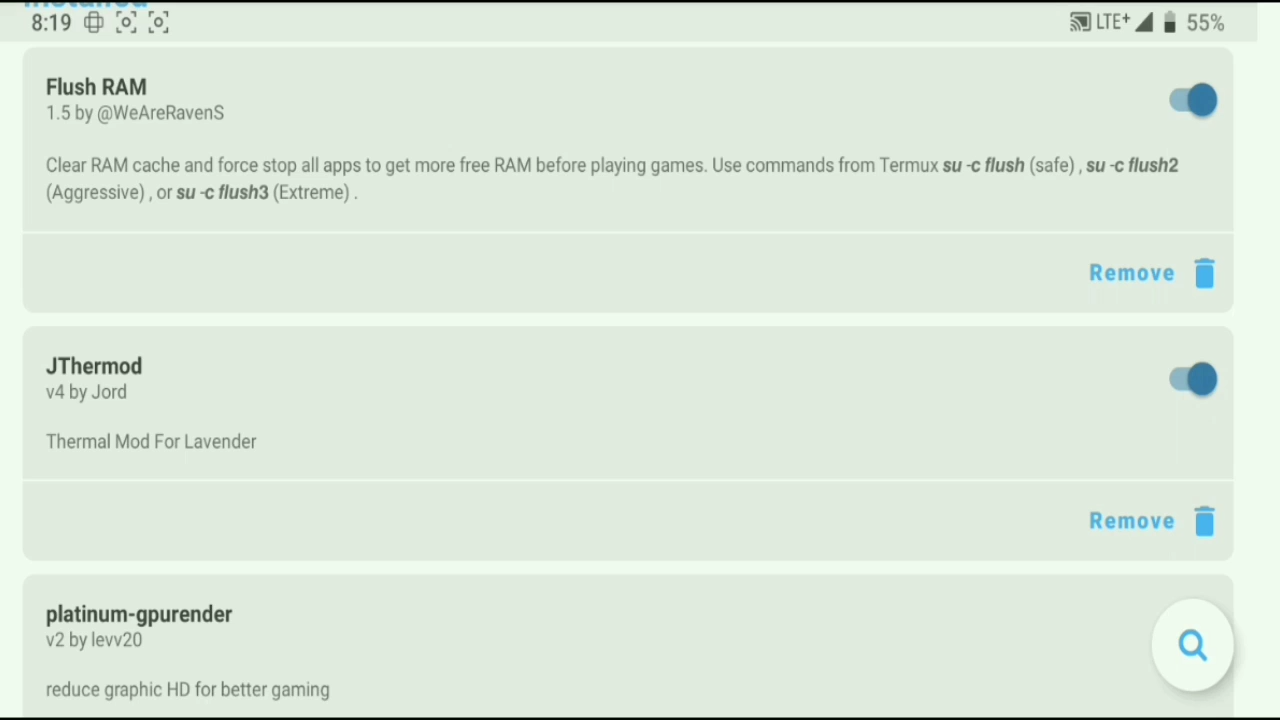 Installed
8:19 LTE+ 55%
Flush RAM
1.5 by @WeAreRavenS
Clear RAM cache and force stop all apps to get more free RAM before playing games. Use commands from Termux su -c flush (safe) , su -c flush2
(Aggressive) , or su -c flush3 (Extreme) .
Remove
JThermod
v4 by Jord
Thermal Mod For Lavender
Remove
platinum-gpurender
v2 by levv20
reduce graphic HD for better gaming